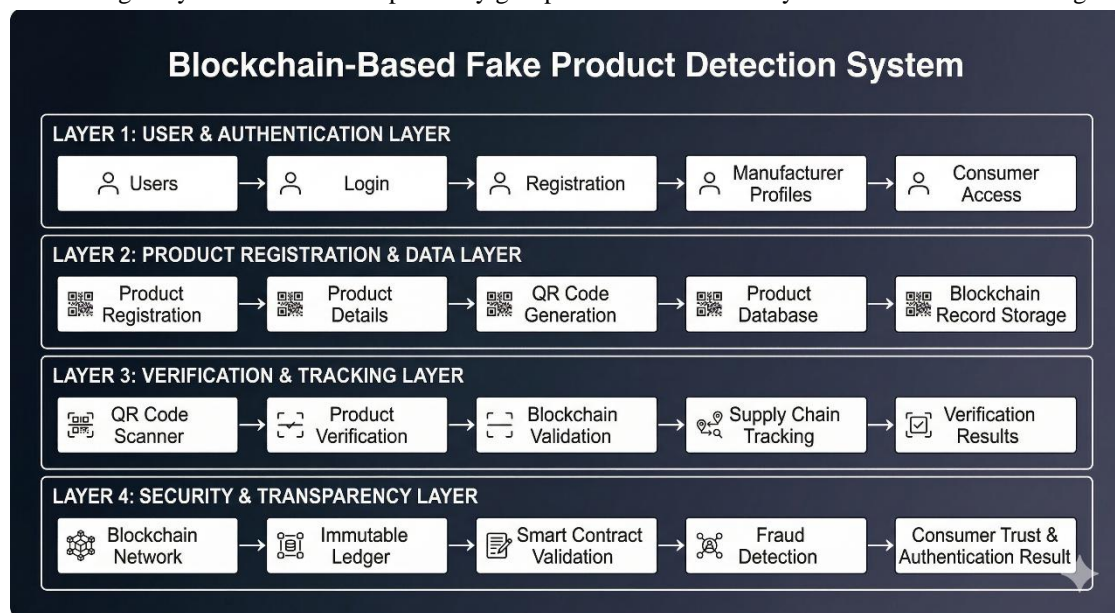 Blockchain-Based Fake Product Detection System
LAYER 1: USER & AUTHENTICATION LAYER
Users
Login
Registration
Manufacturer
Profiles
Consumer
Access
LAYER 2: PRODUCT REGISTRATION & DATA LAYER
Product
Registration
Product
Details
QR Code
Generation
Product
Database
Blockchain
Record Storage
LAYER 3: VERIFICATION & TRACKING LAYER
QR Code
Scanner
Product
Verification
Blockchain
Validation
Supply Chain
Tracking
Verification
Results
LAYER 4: SECURITY & TRANSPARENCY LAYER
Blockchain
Network
Immutable
Ledger
Smart Contract
Validation
Fraud
Detection
Consumer Trust &
Authentication Result